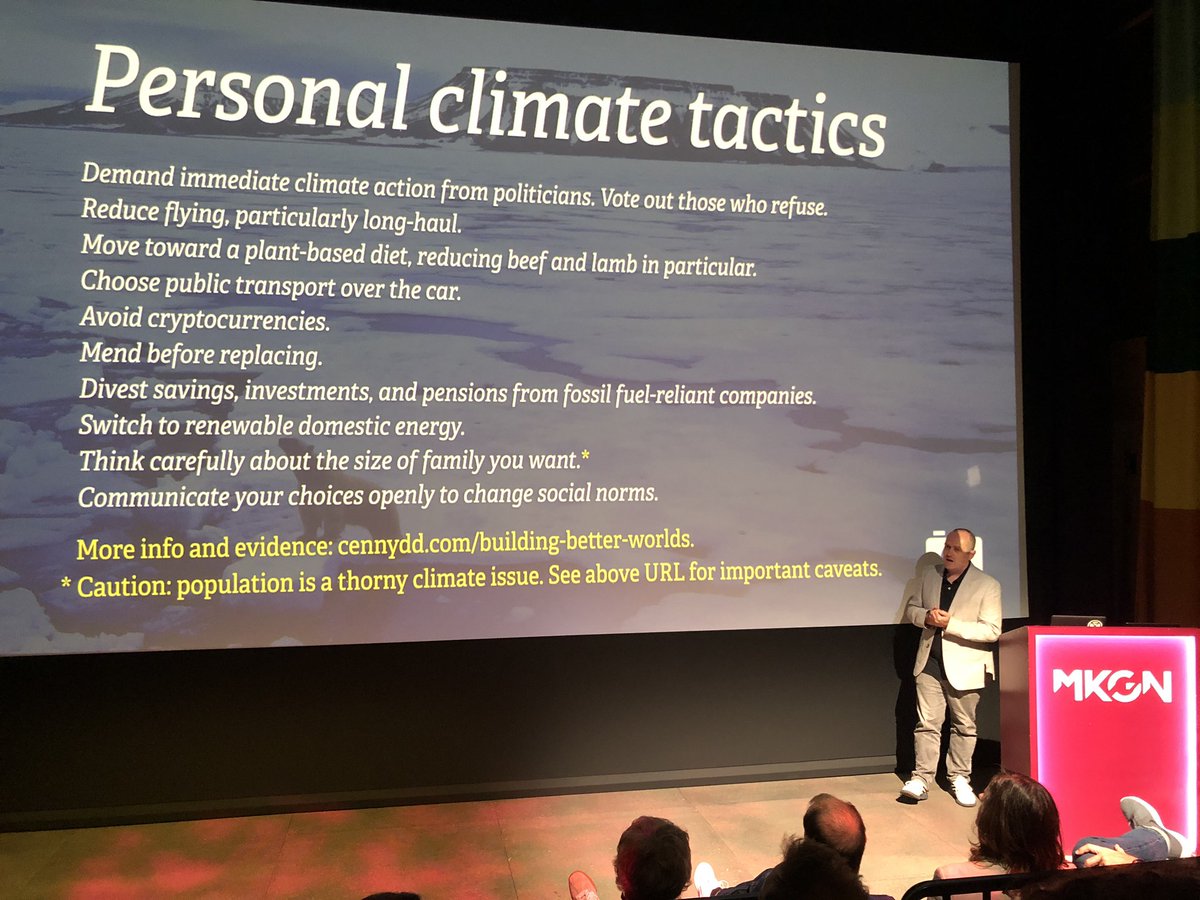 Personal climate tactics
Demand immediate climate action from politicians. Vote out those who refuse.
Reduce flying, particularly long-haul.
Move toward a plant-based diet, reducing beef and lamb in particular.
Choose public transport over the car.
Avoid cryptocurrencies.
Mend before replacing.
Divest savings, investments, and pensions from fossil fuel-reliant companies.
Switch to renewable domestic energy.
Think carefully about the size of family you want.*
Communicate your choices openly to change social norms.
More info and evidence: cennydd.com/building-better-worlds.
* Caution: population is a thorny climate issue. See above URL for important caveats.
MKGN